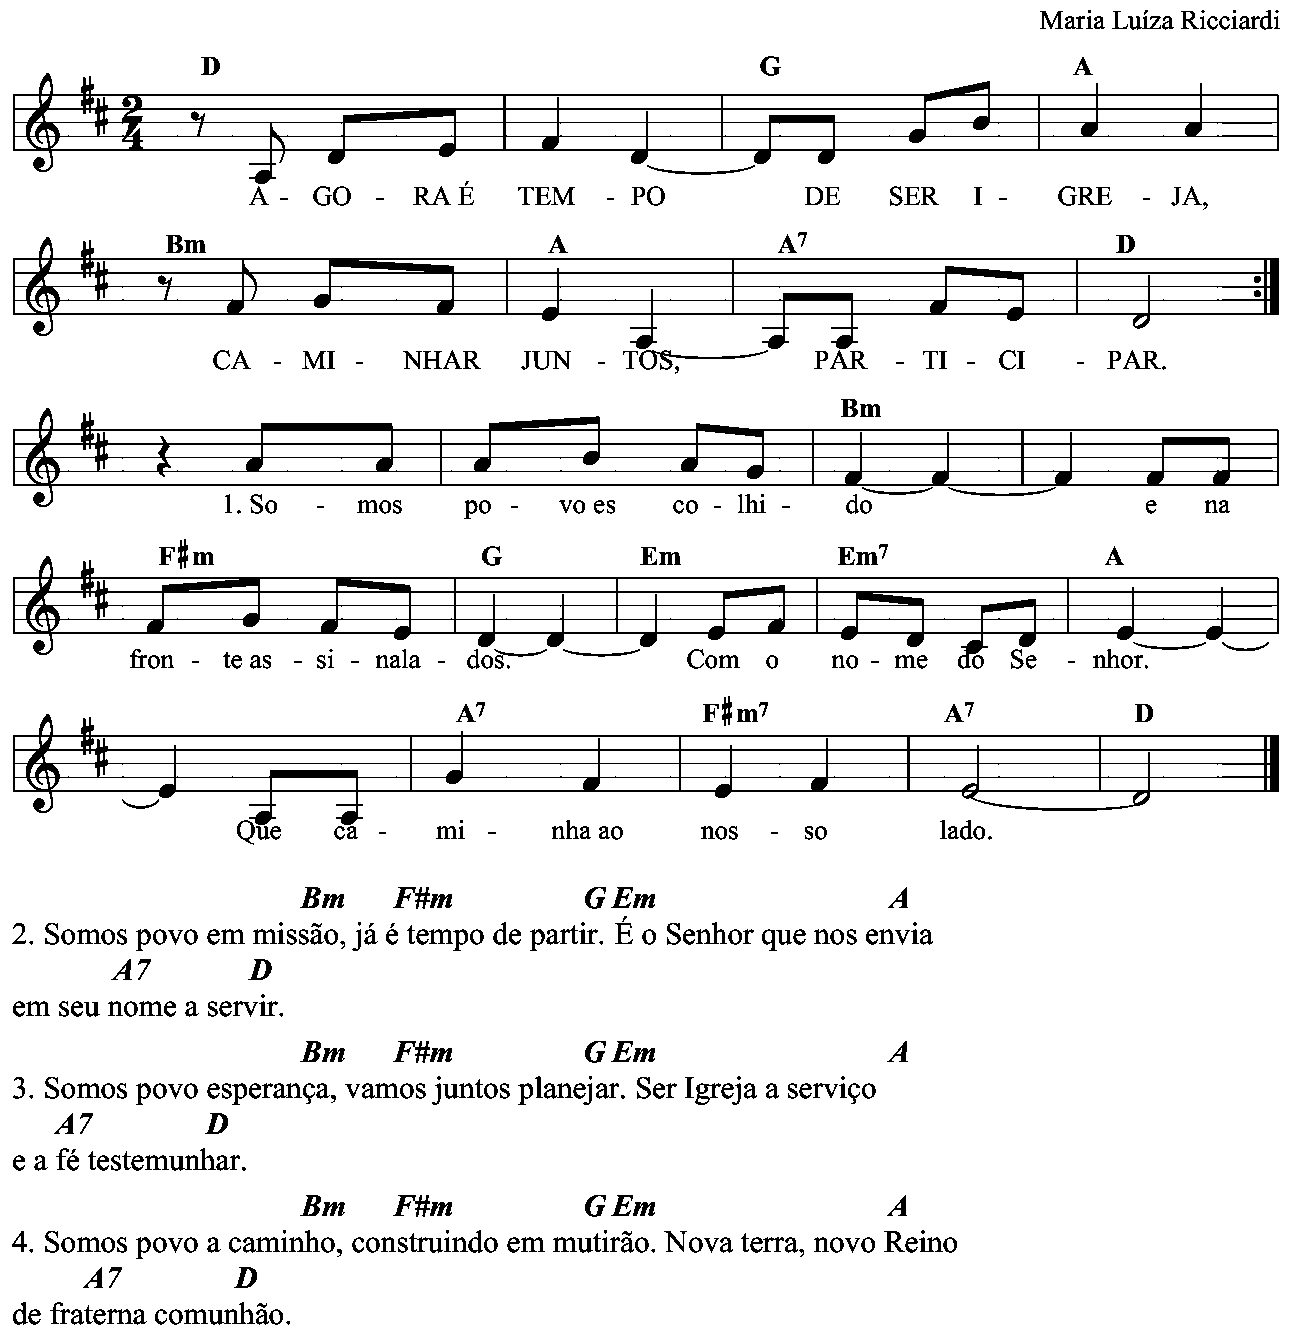 Maria Luíza Ricciardi
D G A
2/4
A - GO - RA É TEM - PO DE SER I - GRE - JA,
Bm A A7 D
CA - MI - NHAR JUN - TOS, PAR - TI - CI - PAR.
Bm
1. So - mos po - vo es co - lhi - do e na
F#m G Em Em7 A
fron - te as - si - nala - dos. Com o no - me do Se - nhor.
A7 F#m7 A7 D
Que ca - mi - nha ao nos - so lado.
Bm F#m G Em A
2. Somos povo em missão, já é tempo de partir. É o Senhor que nos envia
A7 D
em seu nome a servir.
Bm F#m G Em A
3. Somos povo esperança, vamos juntos planejar. Ser Igreja a serviço
A7 D
e a fé testemunhar.
Bm F#m G Em A
4. Somos povo a caminho, construindo em mutirão. Nova terra, novo Reino
A7 D
de fraterna comunhão.